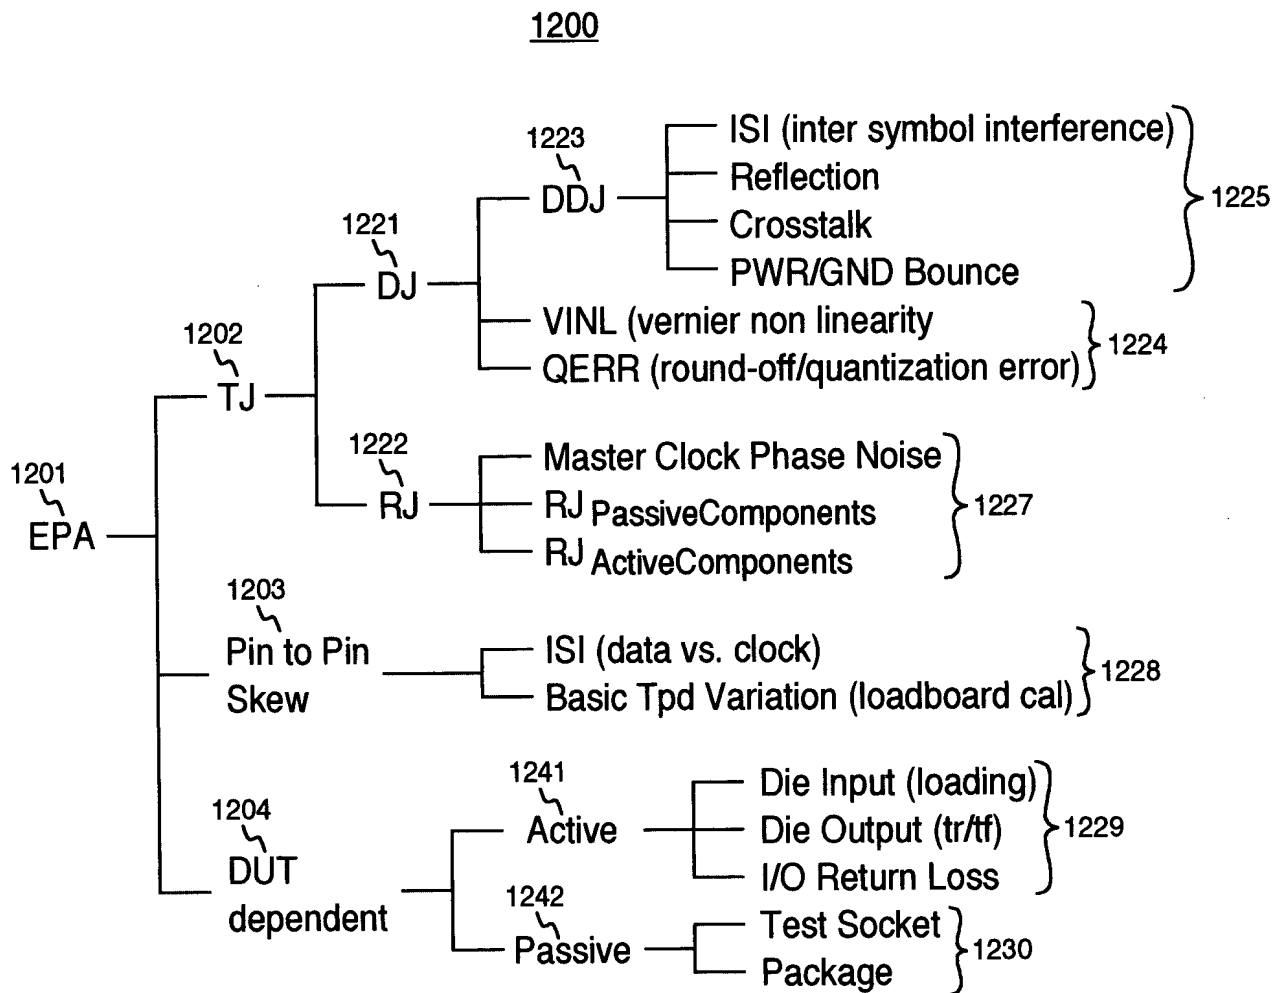 1200
ISI (inter symbol interference)
1223
Reflection
DDJ
1225
1221
Crosstalk
DJ
PWR/GND Bounce
VINL (vernier non linearity
1202
1224
QERR (round-off/quantization error)
TJ
1222
Master Clock Phase Noise
1201
RJ
RJ PassiveComponents
1227
EPA
RJ ActiveComponents
1203
Pin to Pin
Skew
ISI (data vs. clock)
1228
Basic Tpd Variation (loadboard cal)
1241
Die Input (loading)
1204
Active
Die Output (tr/tf)
1229
DUT
dependent
I/O Return Loss
1242
Test Socket
Passive
1230
Package